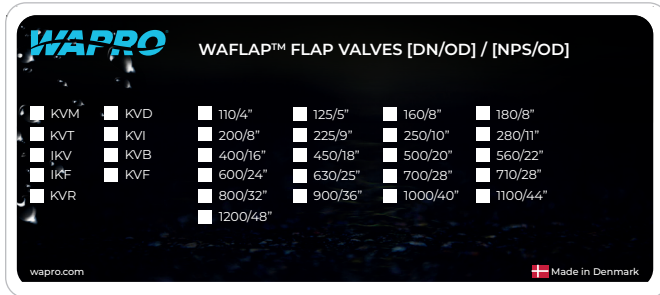 WAPRO
WAFLAP™ FLAP VALVES [DN/OD] / [NPS/OD]
KVM KVD 110/4” 125/5” 160/8” 180/8”
KVT KVI 200/8” 225/9” 250/10” 280/11”
IKV KVB 400/16” 450/18” 500/20” 560/22”
IKF KVF 600/24” 630/25” 700/28” 710/28”
KVR 800/32” 900/36” 1000/40” 1100/44”
1200/48”
wapro.com Made in Denmark